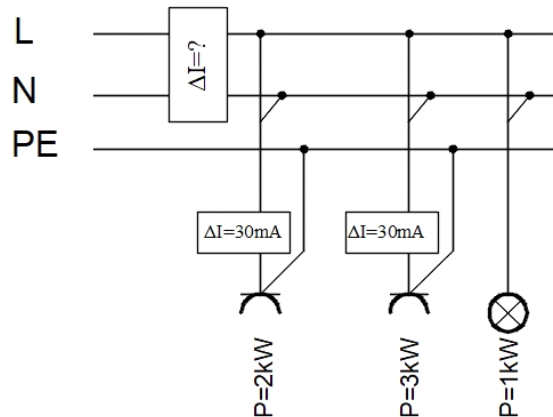 L
N
PE
ΔI=?
ΔI=30mA
ΔI=30mA
P=2kW
P=3kW
P=1kW